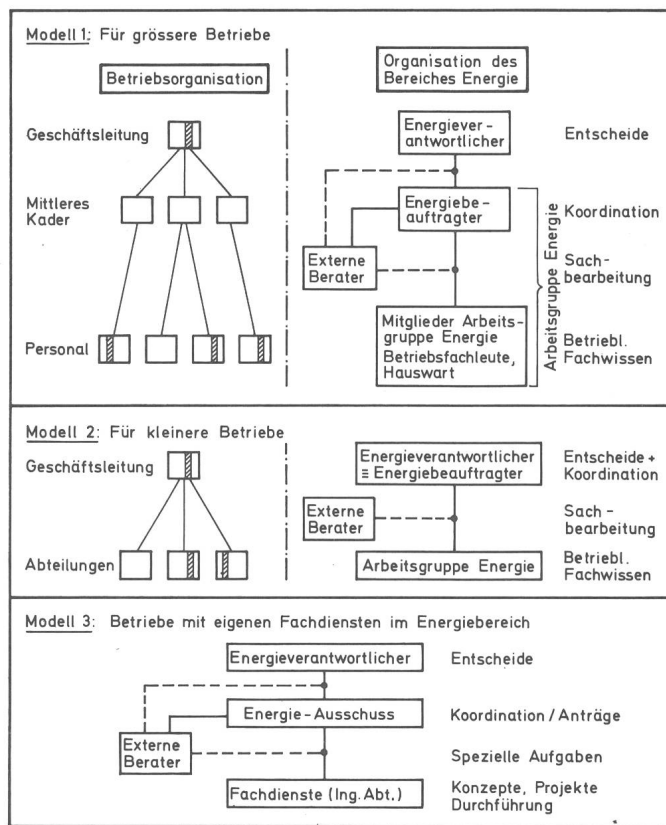 Modell 1: Für grössere Betriebe
Betriebsorganisation
Organisation des
Bereiches Energie
Geschäftsleitung
Mittleres
Kader
Personal
Energiever-
antwortlicher
Energiebe-
auftragter
Externe
Berater
Mitglieder Arbeits-
gruppe Energie
Betriebsfachleute,
Hauswart
Arbeitsgruppe Energie
Entscheide
Koordination
Sach-
bearbeitung
Betriebl.
Fachwissen
Modell 2: Für kleinere Betriebe
Geschäftsleitung
Abteilungen
Energieverantwortlicher
≡ Energiebeauftragter
Externe
Berater
Arbeitsgruppe Energie
Entscheide +
Koordination
Sach-
bearbeitung
Betriebl.
Fachwissen
Modell 3: Betriebe mit eigenen Fachdiensten im Energiebereich
Energieverantwortlicher
Entscheide
Energie-Ausschuss
Koordination / Anträge
Externe
Berater
Spezielle Aufgaben
Fachdienste (Ing. Abt.)
Konzepte, Projekte
Durchführung